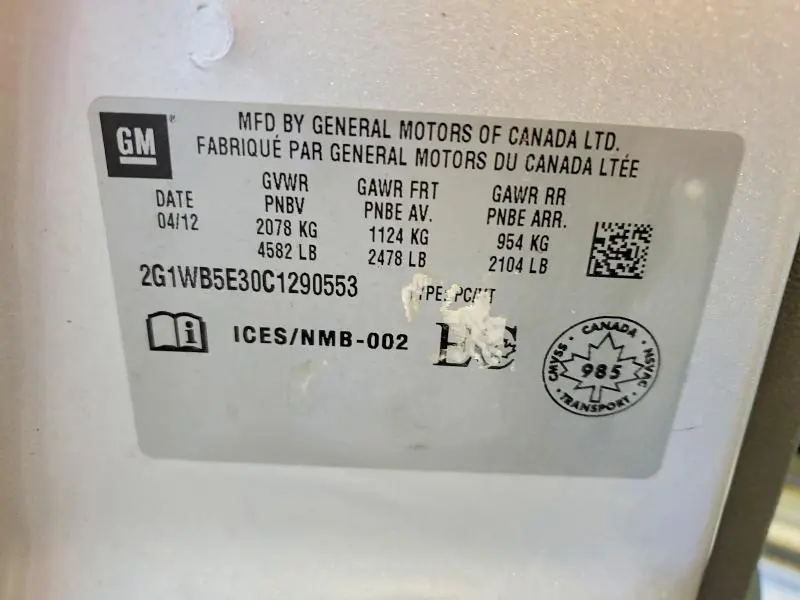 GM
MFD BY GENERAL MOTORS OF CANADA LTD.
FABRIQUÉ PAR GENERAL MOTORS DU CANADA LTÉE
DATE
04/12
GVWR
PNBV
2078 KG
4582 LB
GAWR FRT
PNBE AV.
1124 KG
2478 LB
GAWR RR
PNBE ARR.
954 KG
2104 LB
2G1WB5E30C1290553
ICES/NMB-002
CANADA
CMVSS
NSVAC
985
TRANSPORT